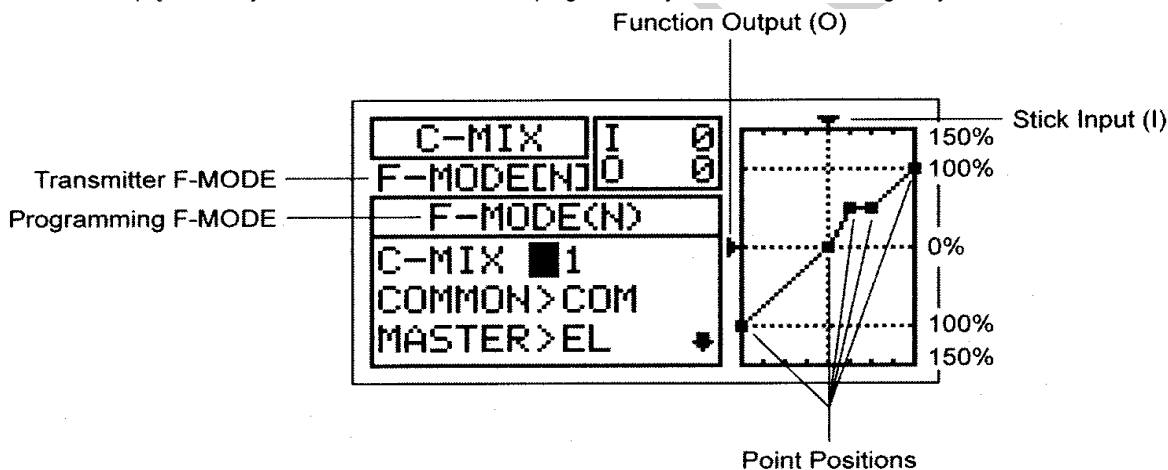 Function Output (O)
Stick Input (I)
C-MIX
I 0
O 0
150%
100%
Transmitter F-MODE
F-MODE[N]
Programming F-MODE
F-MODE(N)
0%
C-MIX 1
COMMON>COM
MASTER>EL
100%
150%
Point Positions